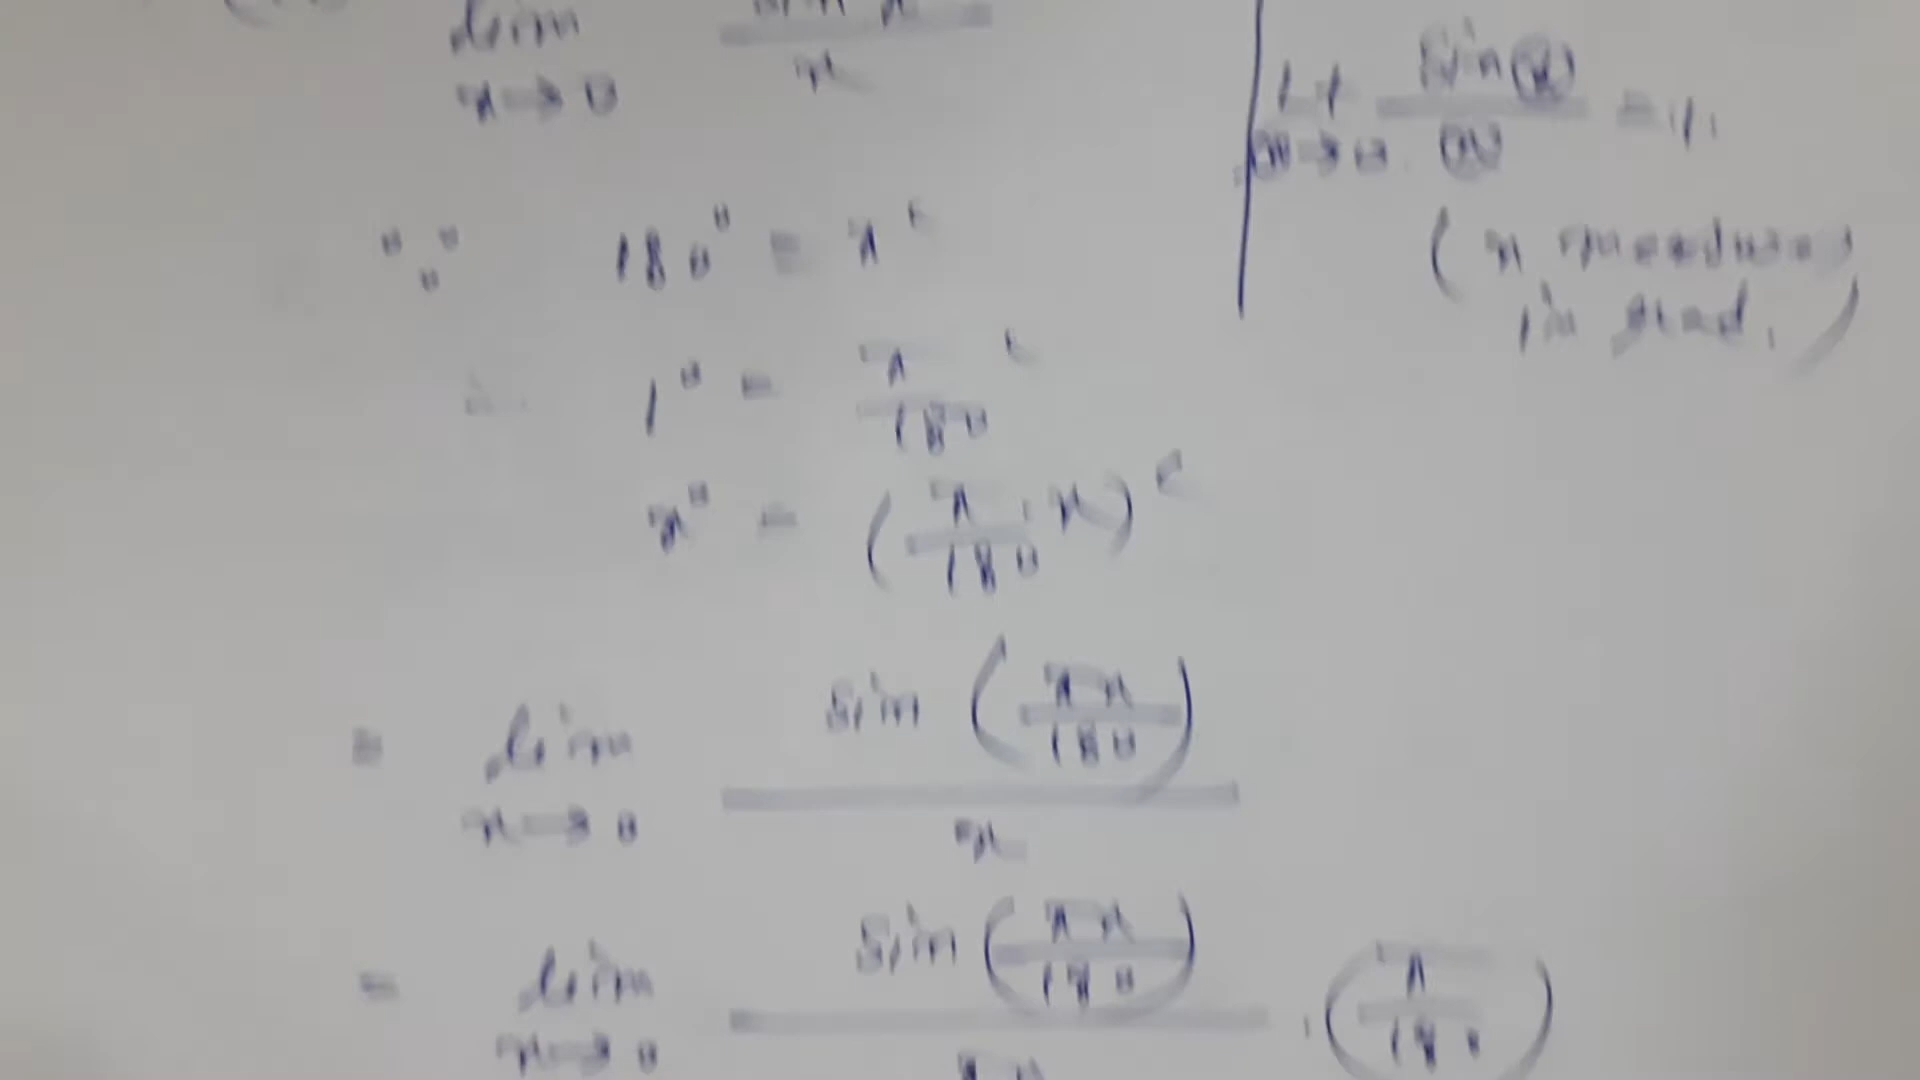 lim sin x
x→0 x
Lt sin(x) = 1.
(x)→0 (x)
(x measured
in rad.)
∵ 180° = π^c
∴ 1° = π/180 ^c
x° = (π/180 . x)^c
= lim sin (πx/180)
x→0 x
= lim sin (πx/180) . (π/180)
x→0